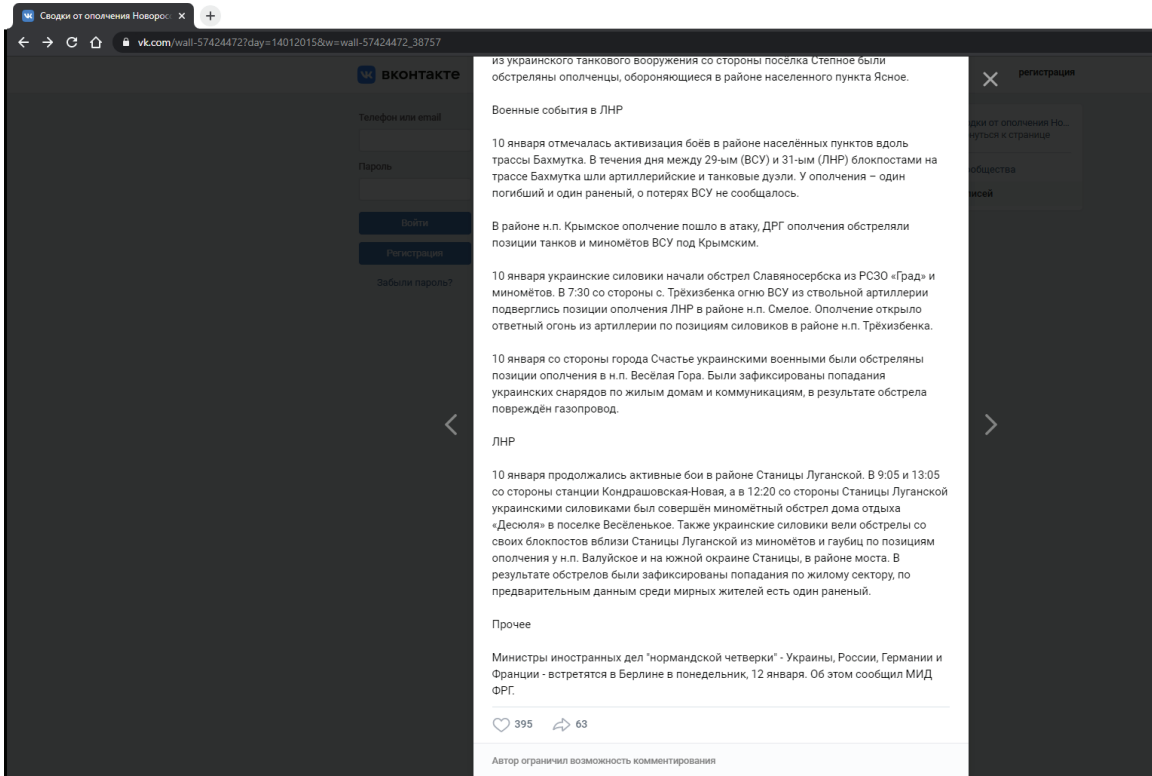 Сводки от ополчения Новорос
vk.com/wall-57424472?day=14012015&w=wall-57424472_38757
вконтакте
регистрация
Телефон или email
Пароль
Войти
Регистрация
Забыли пароль?
дки от ополчения Но...
нуться к странице
ообщества
исей
из украинского танкового вооружения со стороны посёлка Степное были
обстреляны ополченцы, обороняющиеся в районе населенного пункта Ясное.
Военные события в ЛНР
10 января отмечалась активизация боёв в районе населённых пунктов вдоль
трассы Бахмутка. В течения дня между 29-ым (ВСУ) и 31-ым (ЛНР) блокпостами на
трассе Бахмутка шли артиллерийские и танковые дуэли. У ополчения – один
погибший и один раненый, о потерях ВСУ не сообщалось.
В районе н.п. Крымское ополчение пошло в атаку, ДРГ ополчения обстреляли
позиции танков и миномётов ВСУ под Крымским.
10 января украинские силовики начали обстрел Славяносербска из РСЗО «Град» и
миномётов. В 7:30 со стороны с. Трёхизбенка огню ВСУ из ствольной артиллерии
подверглись позиции ополчения ЛНР в районе н.п. Смелое. Ополчение открыло
ответный огонь из артиллерии по позициям силовиков в районе н.п. Трёхизбенка.
10 января со стороны города Счастье украинскими военными были обстреляны
позиции ополчения в н.п. Весёлая Гора. Были зафиксированы попадания
украинских снарядов по жилым домам и коммуникациям, в результате обстрела
повреждён газопровод.
ЛНР
10 января продолжались активные бои в районе Станицы Луганской. В 9:05 и 13:05
со стороны станции Кондрашовская-Новая, а в 12:20 со стороны Станицы Луганской
украинскими силовиками был совершён миномётный обстрел дома отдыха
«Десюля» в поселке Весёленькое. Также украинские силовики вели обстрелы со
своих блокпостов вблизи Станицы Луганской из миномётов и гаубиц по позициям
ополчения у н.п. Валуйское и на южной окраине Станицы, в районе моста. В
результате обстрелов были зафиксированы попадания по жилому сектору, по
предварительным данным среди мирных жителей есть один раненый.
Прочее
Министры иностранных дел "нормандской четверки" - Украины, России, Германии и
Франции - встретятся в Берлине в понедельник, 12 января. Об этом сообщил МИД
ФРГ.
395 63
Автор ограничил возможность комментирования